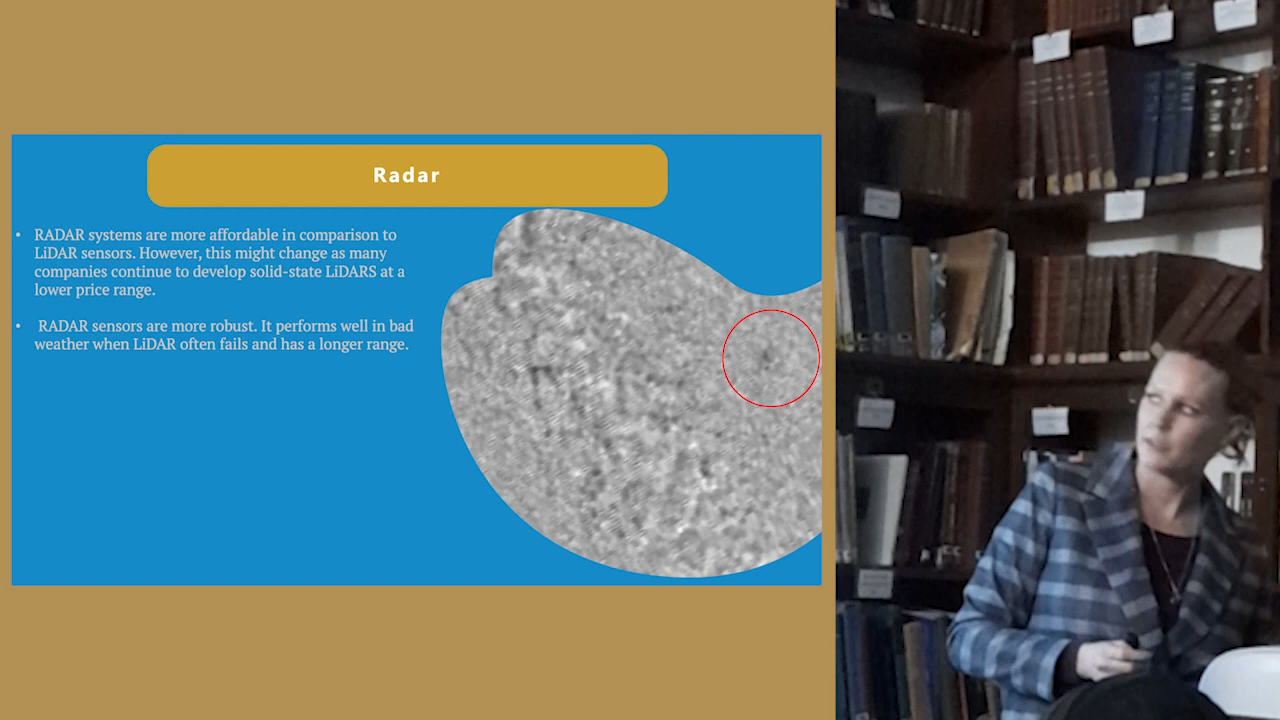 Radar
• RADAR systems are more affordable in comparison to
LiDAR sensors. However, this might change as many
companies continue to develop solid-state LiDARS at a
lower price range.
• RADAR sensors are more robust. It performs well in bad
weather when LiDAR often fails and has a longer range.